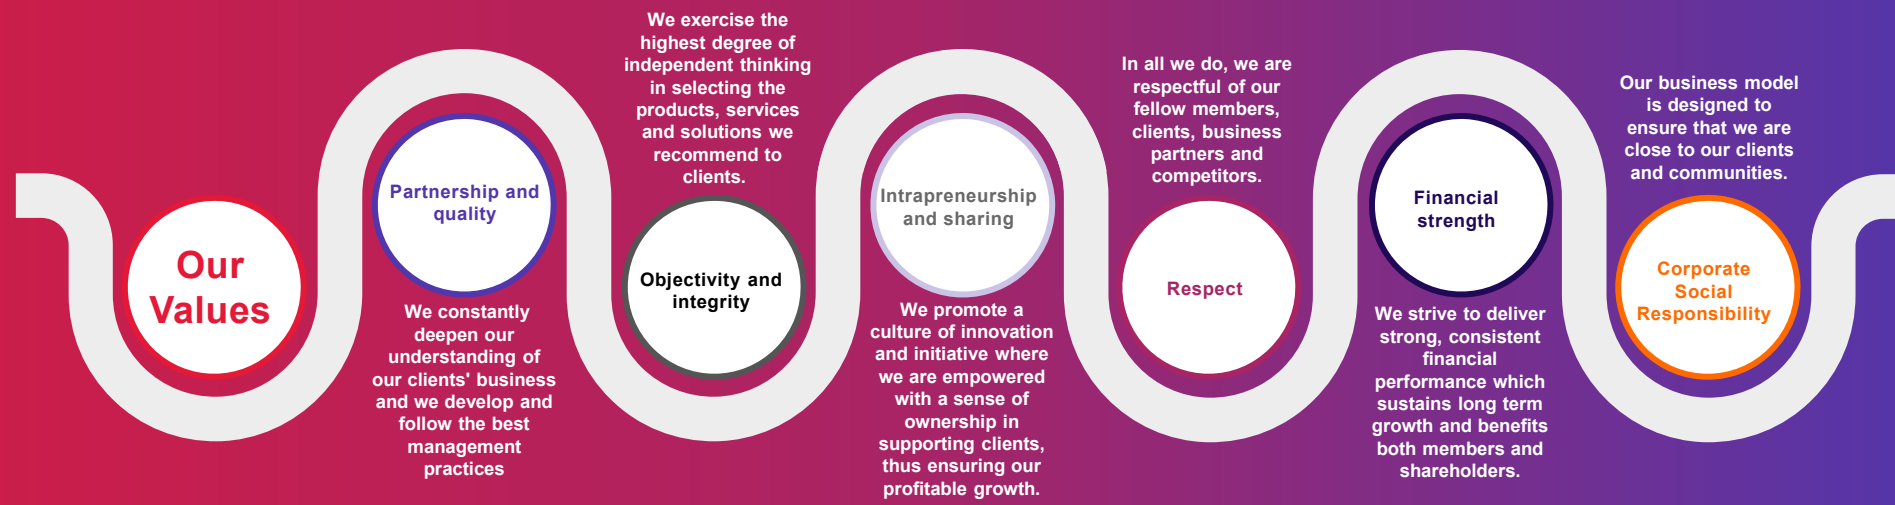 Our
Values
Partnership and
quality
We constantly
deepen our
understanding of
our clients' business
and we develop and
follow the best
management
practices
We exercise the
highest degree of
independent thinking
in selecting the
products, services
and solutions we
recommend to
clients.
Objectivity and
integrity
Intrapreneurship
and sharing
We promote a
culture of innovation
and initiative where
we are empowered
with a sense of
ownership in
supporting clients,
thus ensuring our
profitable growth.
In all we do, we are
respectful of our
fellow members,
clients, business
partners and
competitors.
Respect
Financial
strength
We strive to deliver
strong, consistent
financial
performance which
sustains long term
growth and benefits
both members and
shareholders.
Our business model
is designed to
ensure that we are
close to our clients
and communities.
Corporate
Social
Responsibility